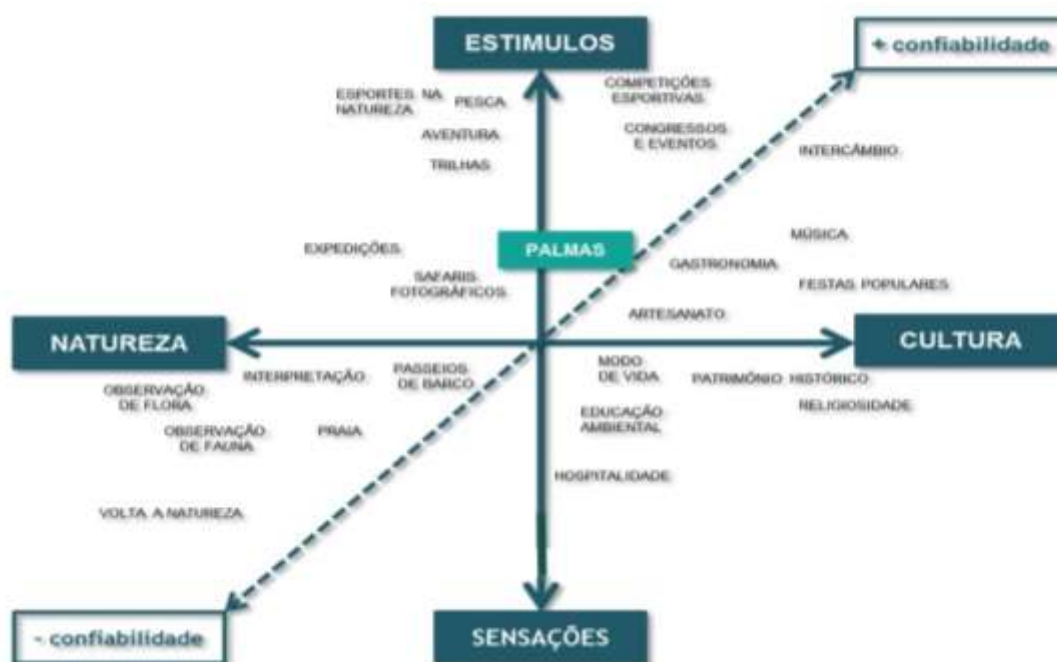 ESTIMULOS
+ confiabilidade
ESPORTES NA
NATUREZA
PESCA
COMPETIÇÕES
ESPORTIVAS
AVENTURA
CONGRESSOS
E EVENTOS
TRILHAS
INTERCÂMBIO
EXPEDIÇÕES
PALMAS
MÚSICA
SAFARIS
FOTOGRÁFICOS
GASTRONOMIA
FESTAS POPULARES
ARTESANATO
NATUREZA
CULTURA
INTERPRETAÇÃO
PASSEIOS
DE BARCO
MODO
DE VIDA
PATRIMÔNIO HISTÓRICO
OBSERVAÇÃO
DE FLORA
RELIGIOSIDADE
OBSERVAÇÃO
DE FAUNA
PRAIA
EDUCAÇÃO
AMBIENTAL
HOSPITALIDADE
VOLTA A NATUREZA
- confiabilidade
SENSAÇÕES